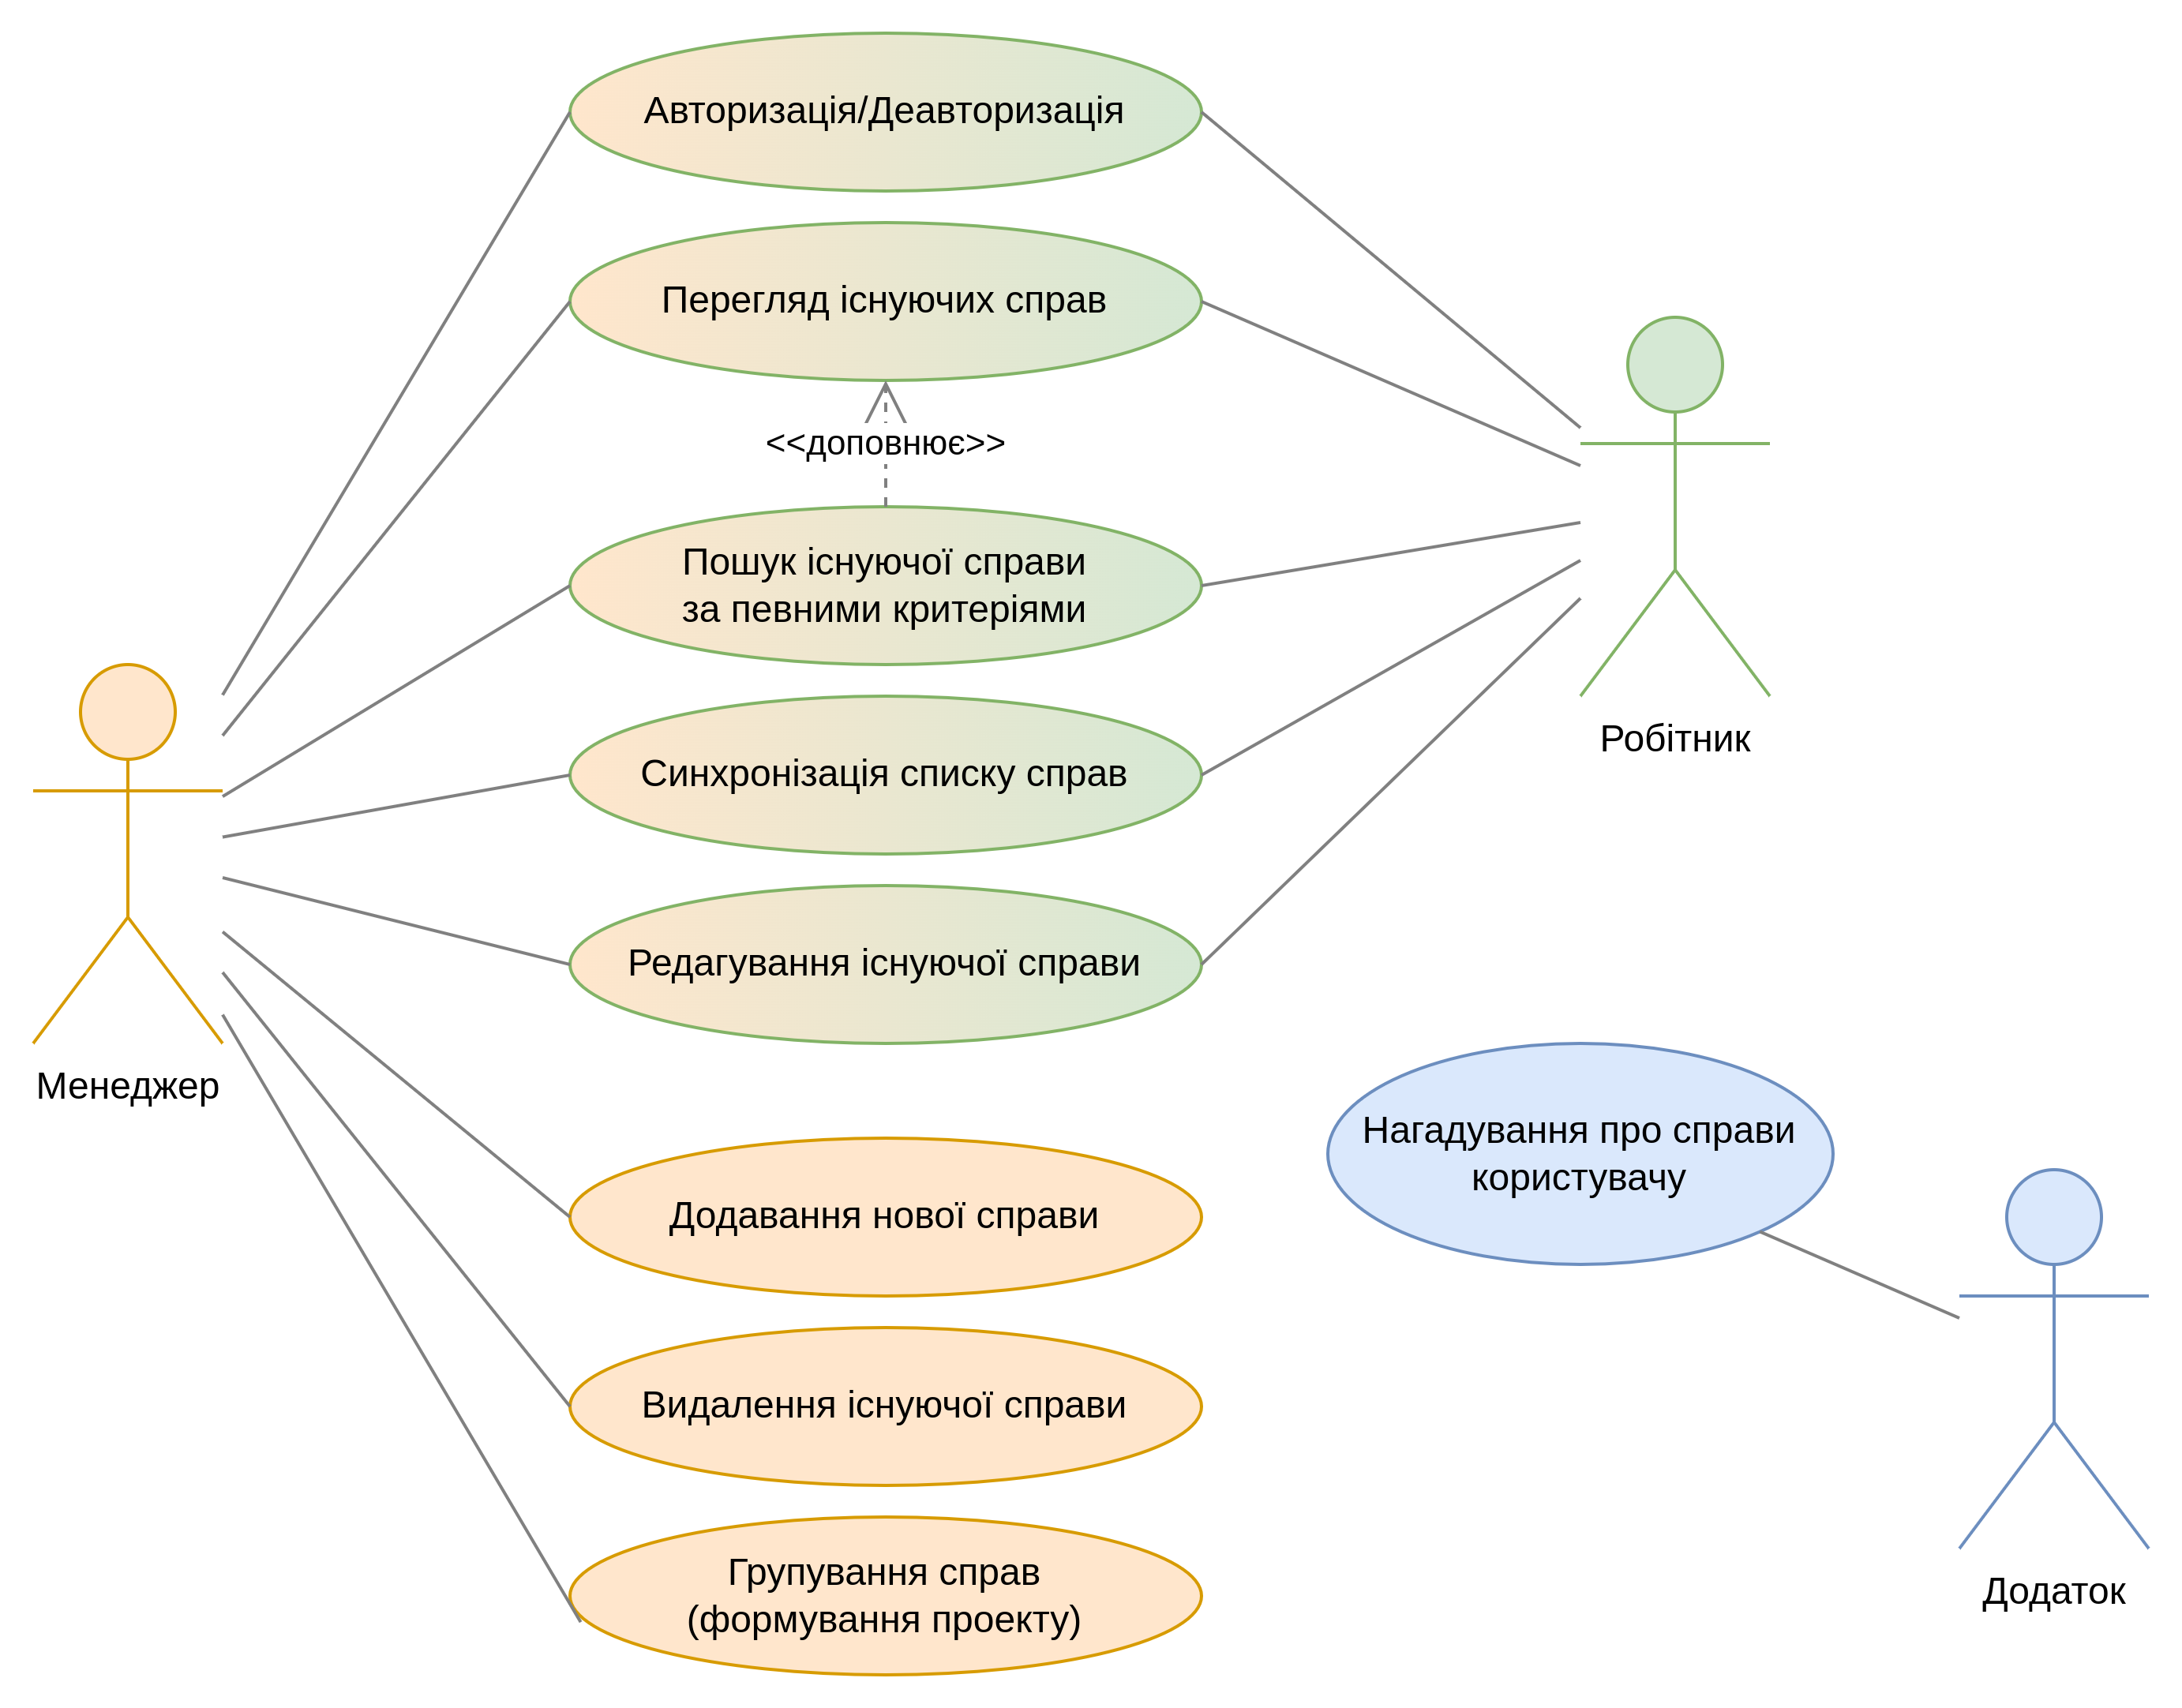 Авторизація/Деавторизація
Перегляд існуючих справ
<<доповнює>>
Пошук існуючої справи
за певними критеріями
Синхронізація списку справ
Редагування існуючої справи
Робітник
Менеджер
Нагадування про справи
користувачу
Додавання нової справи
Видалення існуючої справи
Групування справ
(формування проекту)
Додаток